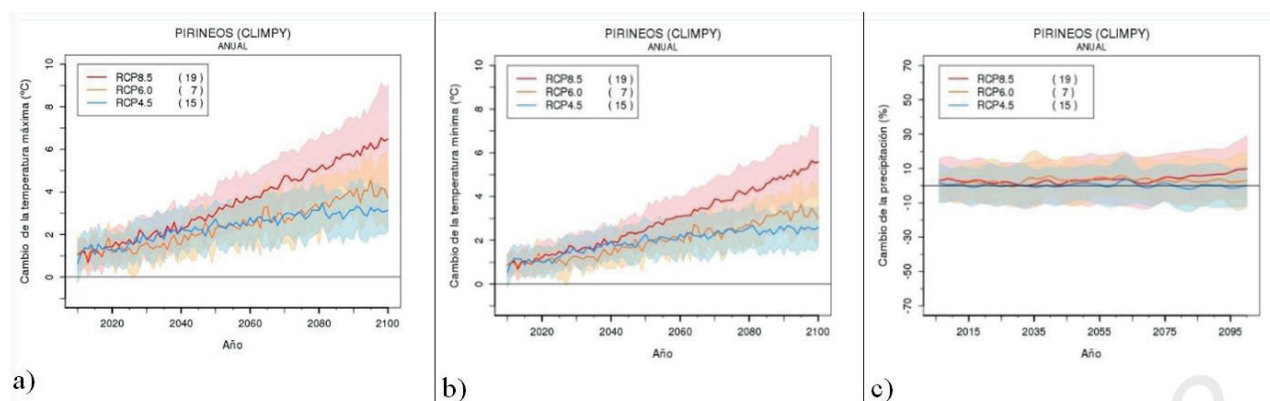 PIRINEOS (CLIMPY)
ANUAL
Cambio de la temperatura máxima (ºC)
10
8
6
4
2
0
RCP8.5 ( 19 )
RCP6.0 ( 7 )
RCP4.5 ( 15 )
2020 2040 2060 2080 2100
Año
a)
PIRINEOS (CLIMPY)
ANUAL
Cambio de la temperatura mínima (ºC)
10
8
6
4
2
0
RCP8.5 ( 19 )
RCP6.0 ( 7 )
RCP4.5 ( 15 )
2020 2040 2060 2080 2100
Año
b)
PIRINEOS (CLIMPY)
ANUAL
Cambio de la precipitación (%)
70
50
30
10
-10
-30
-50
-70
RCP8.5 ( 19 )
RCP6.0 ( 7 )
RCP4.5 ( 15 )
2015 2035 2055 2075 2095
Año
c)